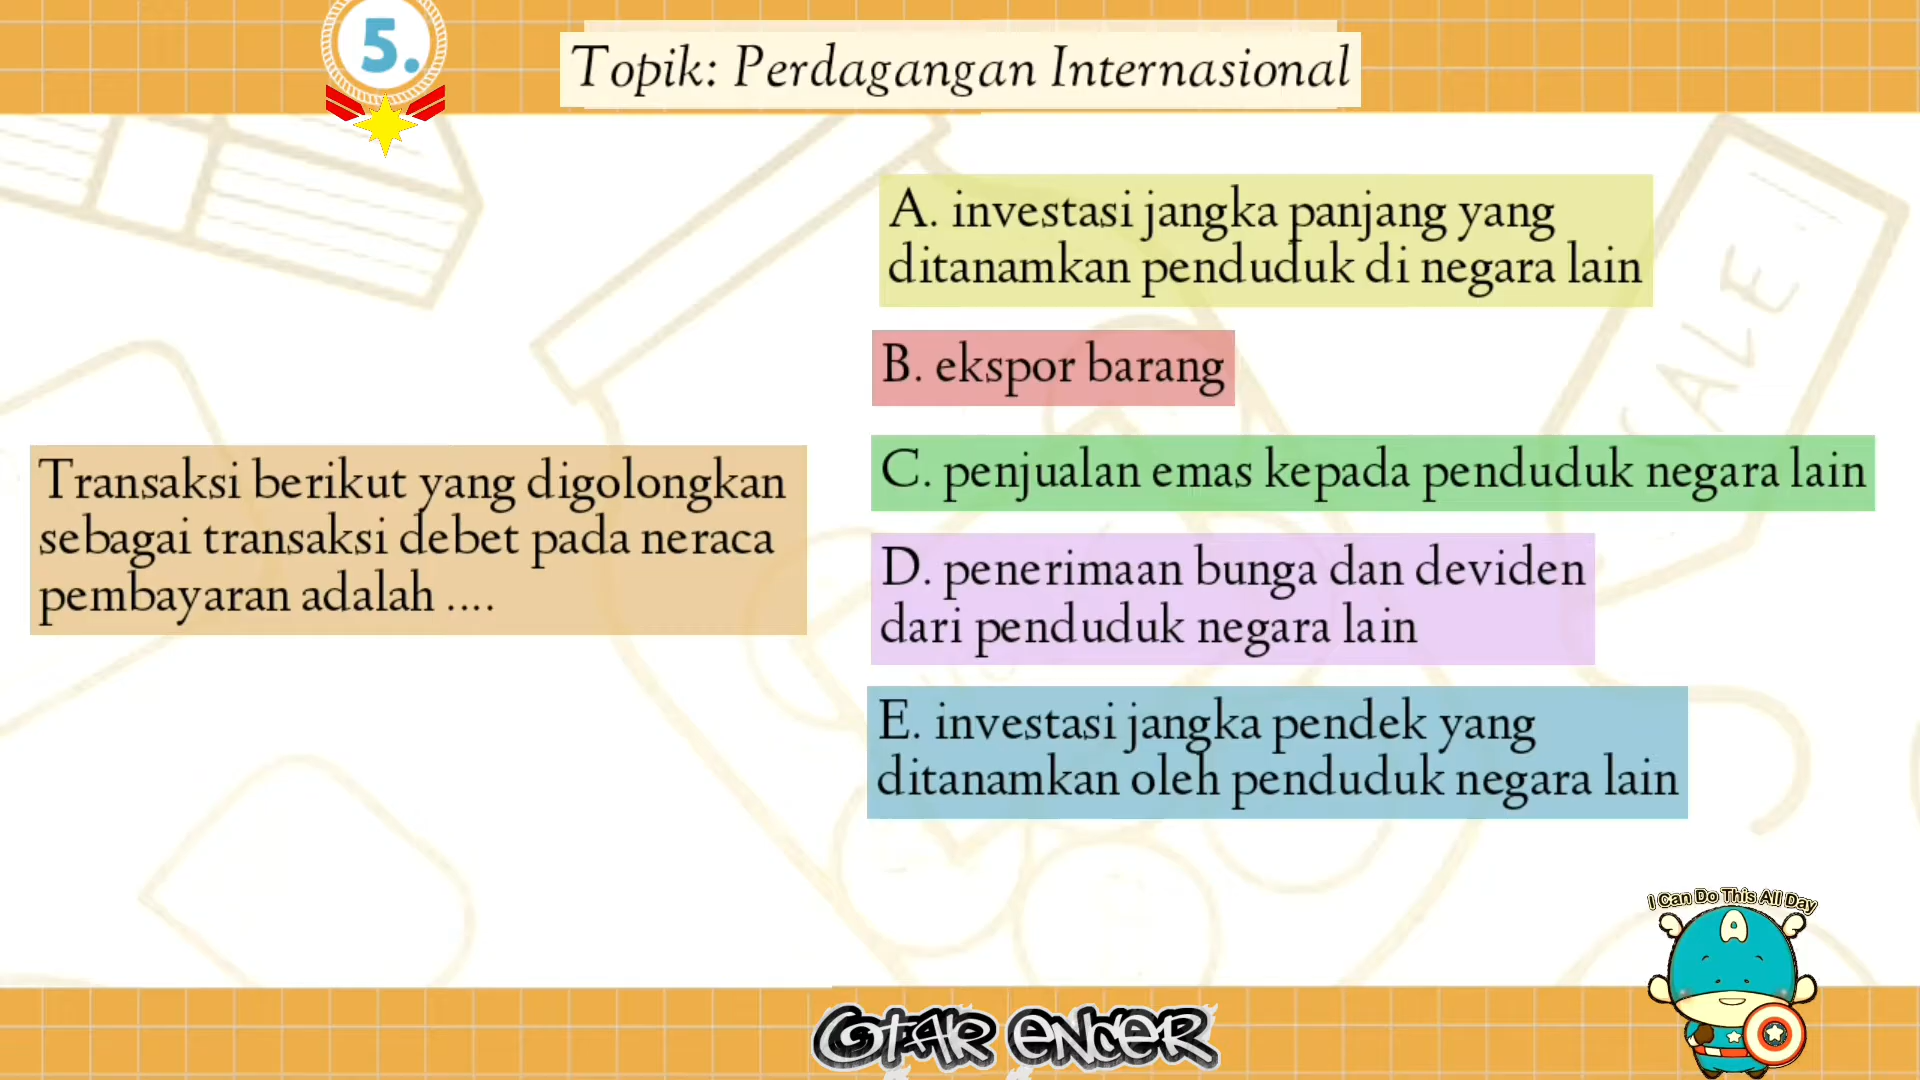 5.
Topik: Perdagangan Internasional
Transaksi berikut yang digolongkan
sebagai transaksi debet pada neraca
pembayaran adalah ....
A. investasi jangka panjang yang
ditanamkan penduduk di negara lain
B. ekspor barang
C. penjualan emas kepada penduduk negara lain
D. penerimaan bunga dan deviden
dari penduduk negara lain
E. investasi jangka pendek yang
ditanamkan oleh penduduk negara lain
SALE
I Can Do This All Day
A
OTAK ENCER